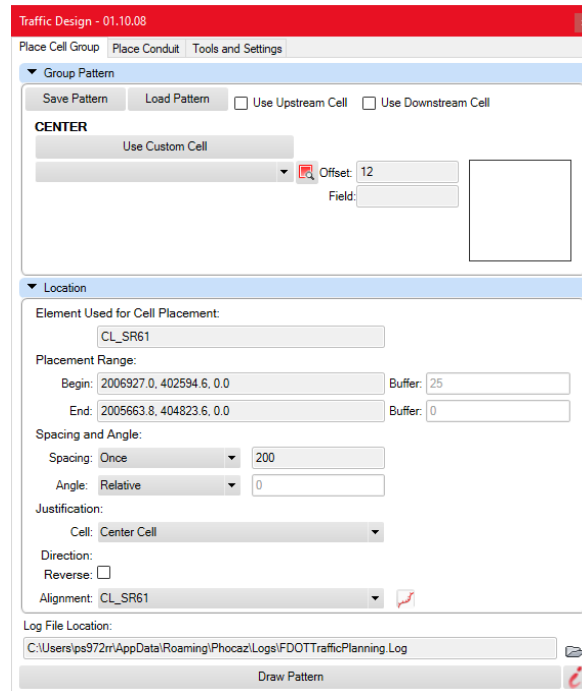 Traffic Design - 01.10.08
Place Cell Group Place Conduit Tools and Settings
Group Pattern
Save Pattern Load Pattern Use Upstream Cell Use Downstream Cell
CENTER
Use Custom Cell
Offset: 12
Field:
Location
Element Used for Cell Placement:
CL_SR61
Placement Range:
Begin: 2006927.0, 402594.6, 0.0 Buffer: 25
End: 2005663.8, 404823.6, 0.0 Buffer: 0
Spacing and Angle:
Spacing: Once 200
Angle: Relative 0
Justification:
Cell: Center Cell
Direction:
Reverse:
Alignment: CL_SR61
Log File Location:
C:\Users\ps972rr\AppData\Roaming\Phocaz\Logs\FDOTTrafficPlanning.Log
Draw Pattern